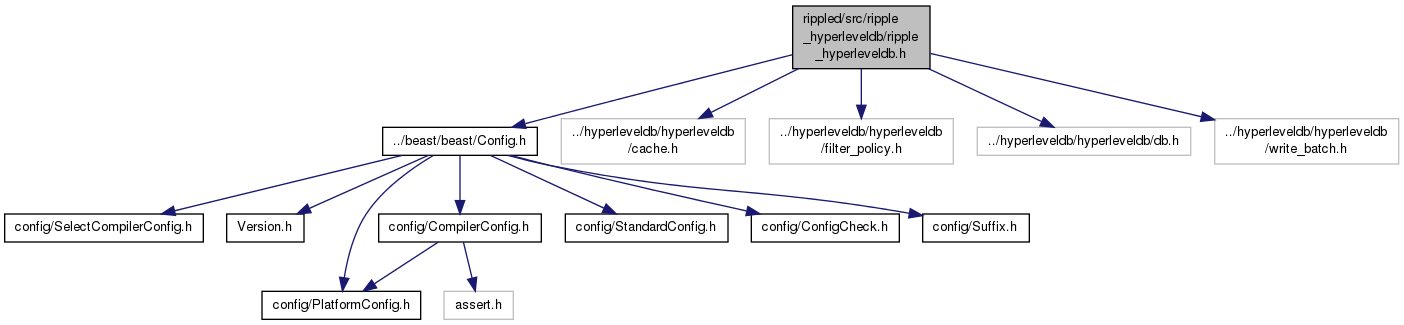 rippled/src/ripple
_hyperleveldb/ripple
_hyperleveldb.h
../beast/beast/Config.h
../hyperleveldb/hyperleveldb
/cache.h
../hyperleveldb/hyperleveldb
/filter_policy.h
../hyperleveldb/hyperleveldb/db.h
../hyperleveldb/hyperleveldb
/write_batch.h
config/SelectCompilerConfig.h
Version.h
config/CompilerConfig.h
config/StandardConfig.h
config/ConfigCheck.h
config/Suffix.h
config/PlatformConfig.h
assert.h